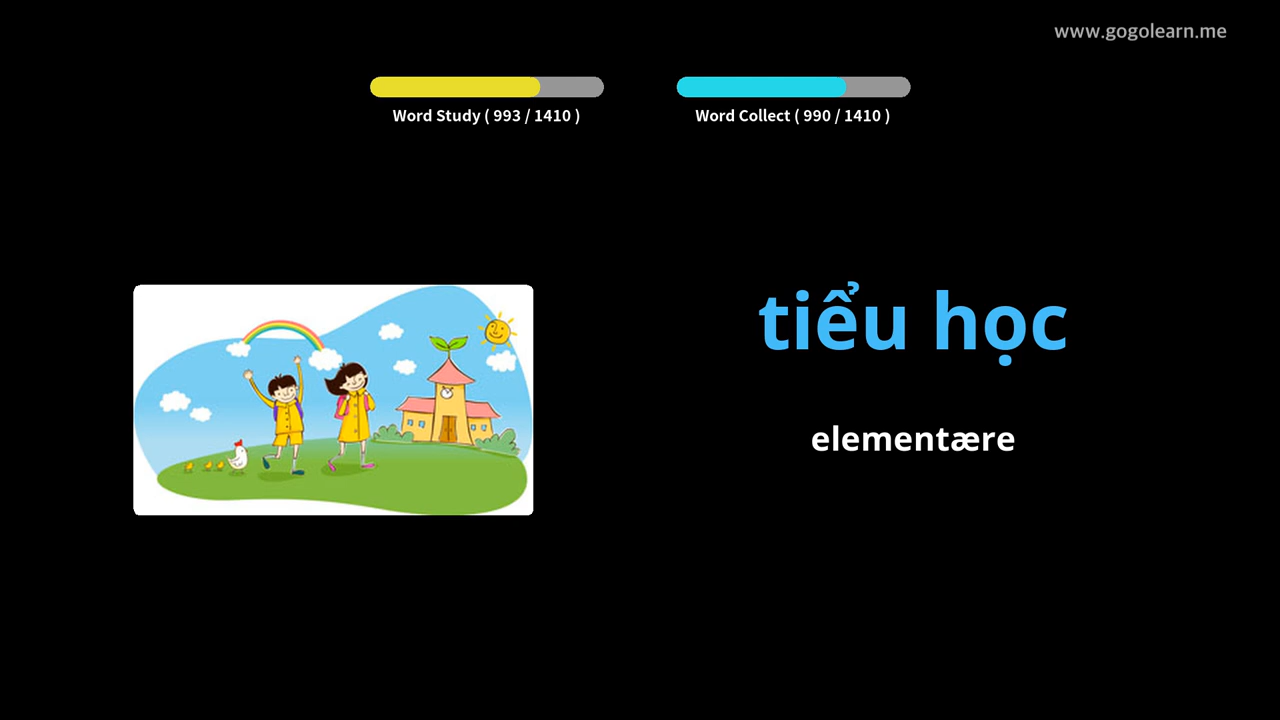 www.gogolearn.me
Word Study ( 993 / 1410 )
Word Collect ( 990 / 1410 )
tiểu học
elementære